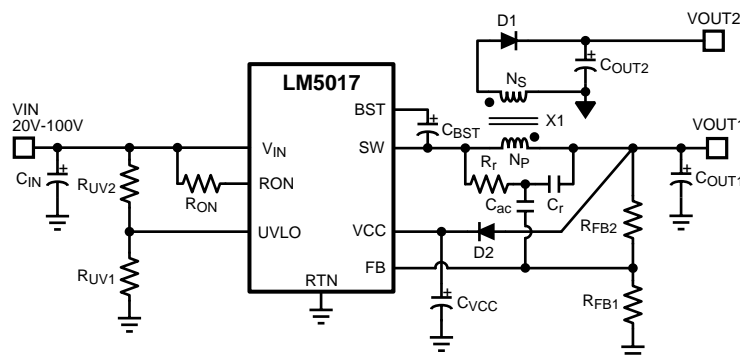 D1
VOUT2
+
COUT2
NS
LM5017
BST
+
CBST
X1
VIN
20V-100V
VOUT1
VIN
SW
NP
+
CIN
RUV2
RON
RON
Rr
Cr
Cac
+
COUT1
UVLO
VCC
D2
RFB2
FB
RUV1
RTN
+
CVCC
RFB1